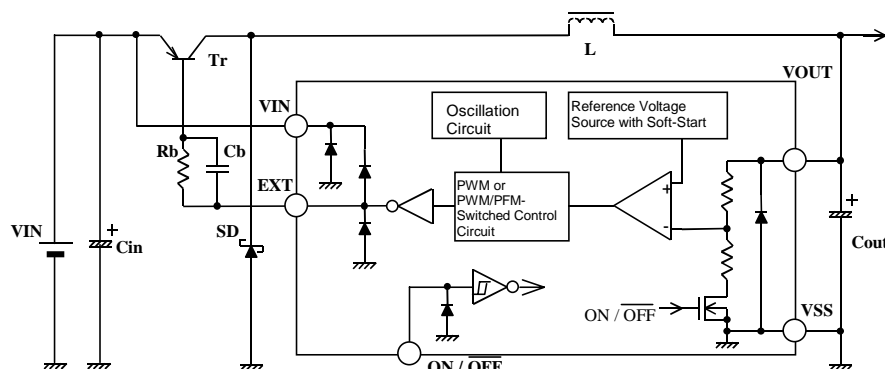 L
Tr
VOUT
VIN
Oscillation
Circuit
Reference Voltage
Source with Soft-Start
Rb
Cb
EXT
PWM or
PWM/PFM-
Switched Control
Circuit
+
-
VIN
+
Cin
SD
+
Cout
ON / OFF
VSS
ON / OFF